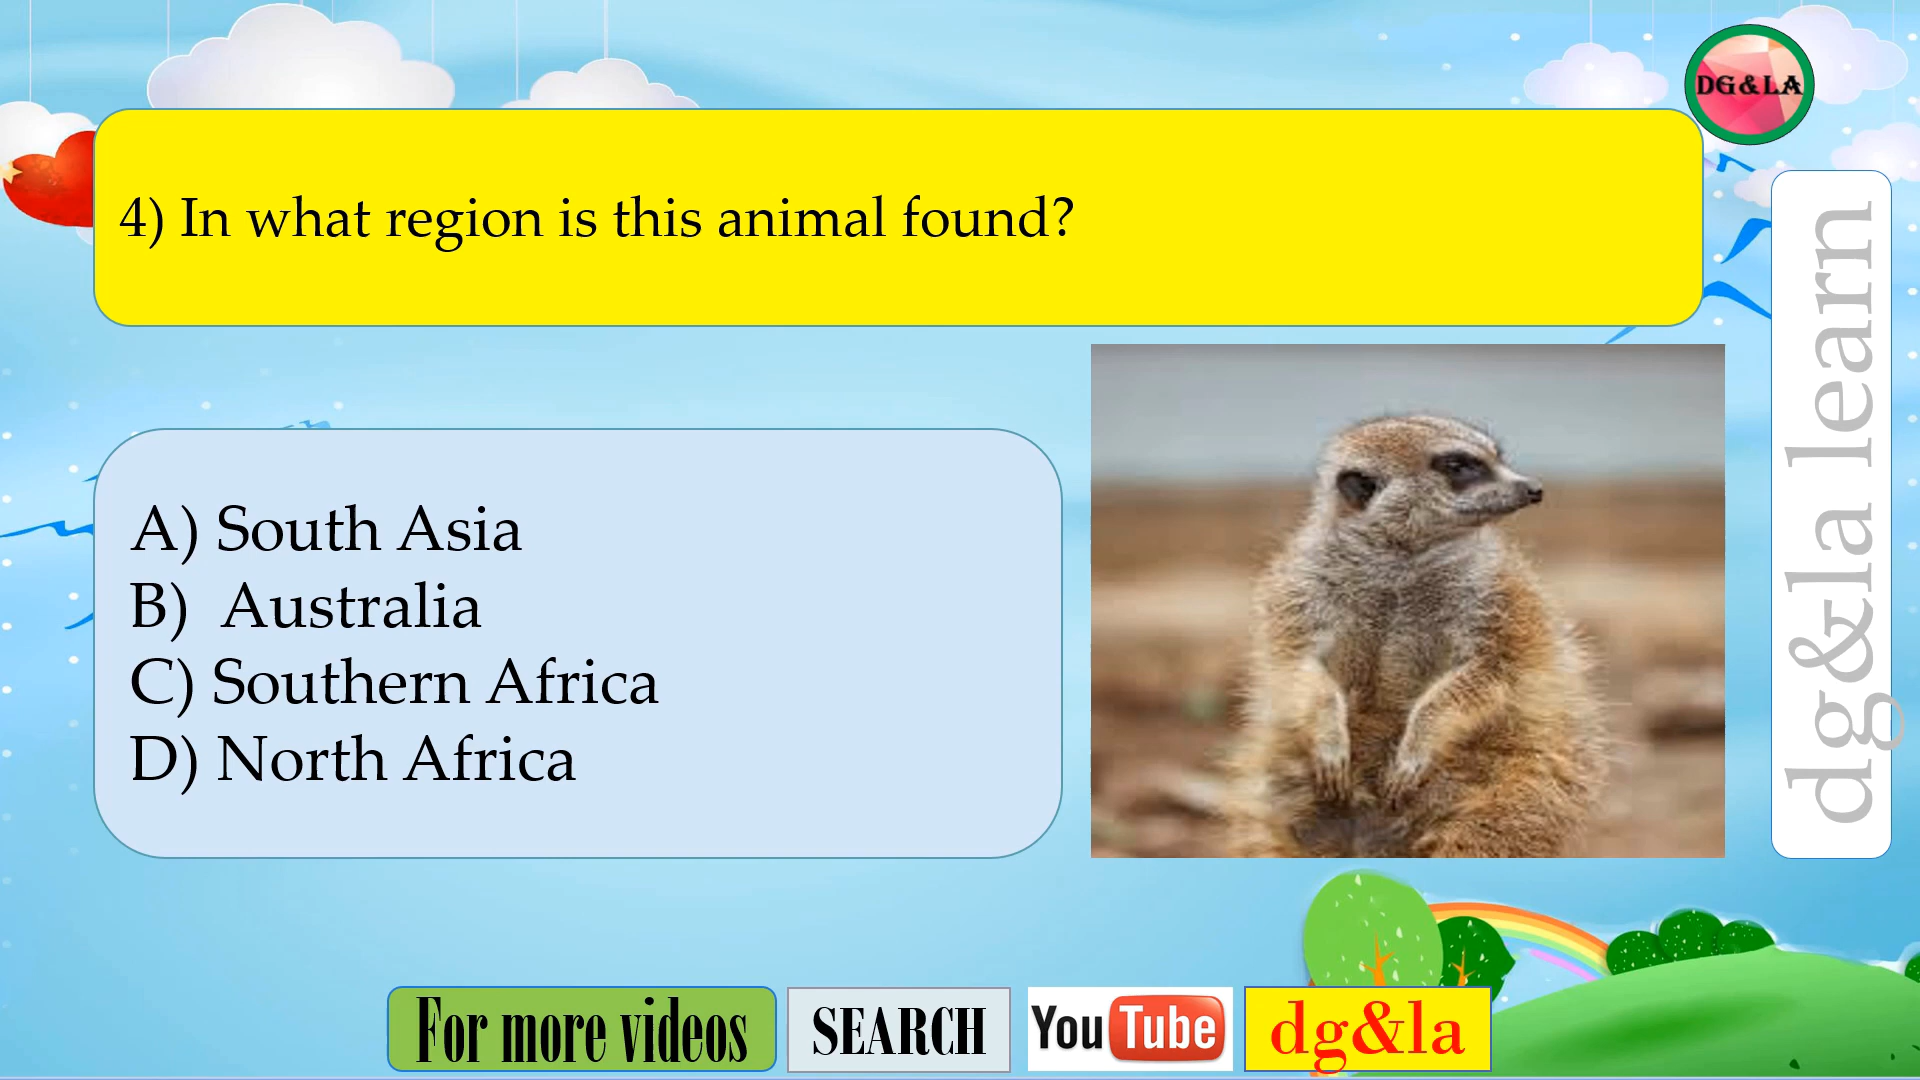 DG&LA
4) In what region is this animal found?
A) South Asia
B) Australia
C) Southern Africa
D) North Africa
dg&la learn
For more videos
SEARCH
YouTube
dg&la